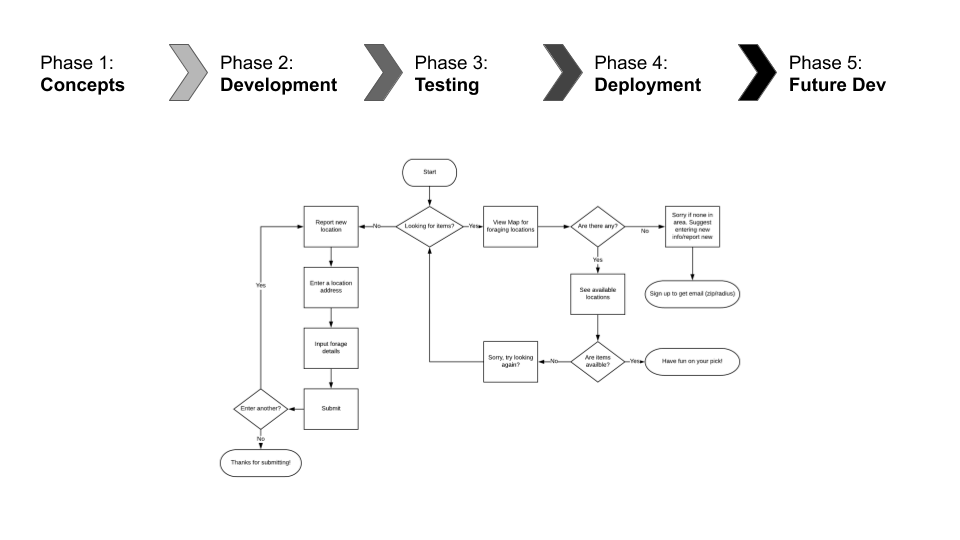 Phase 1:
Concepts
Phase 2:
Development
Phase 3:
Testing
Phase 4:
Deployment
Phase 5:
Future Dev
Start
Report new
location
No
Looking for items?
Yes
View Map for
foraging locations
Are there any?
No
Sorry if none in
area. Suggest
entering new
info/report new
Yes
Yes
Enter a location
address
See available
locations
Sign up to get email (zip/radius)
Input forage
details
Sorry, try looking
again?
No
Are items
availble?
Yes
Have fun on your pick!
Enter another?
Submit
No
Thanks for submitting!